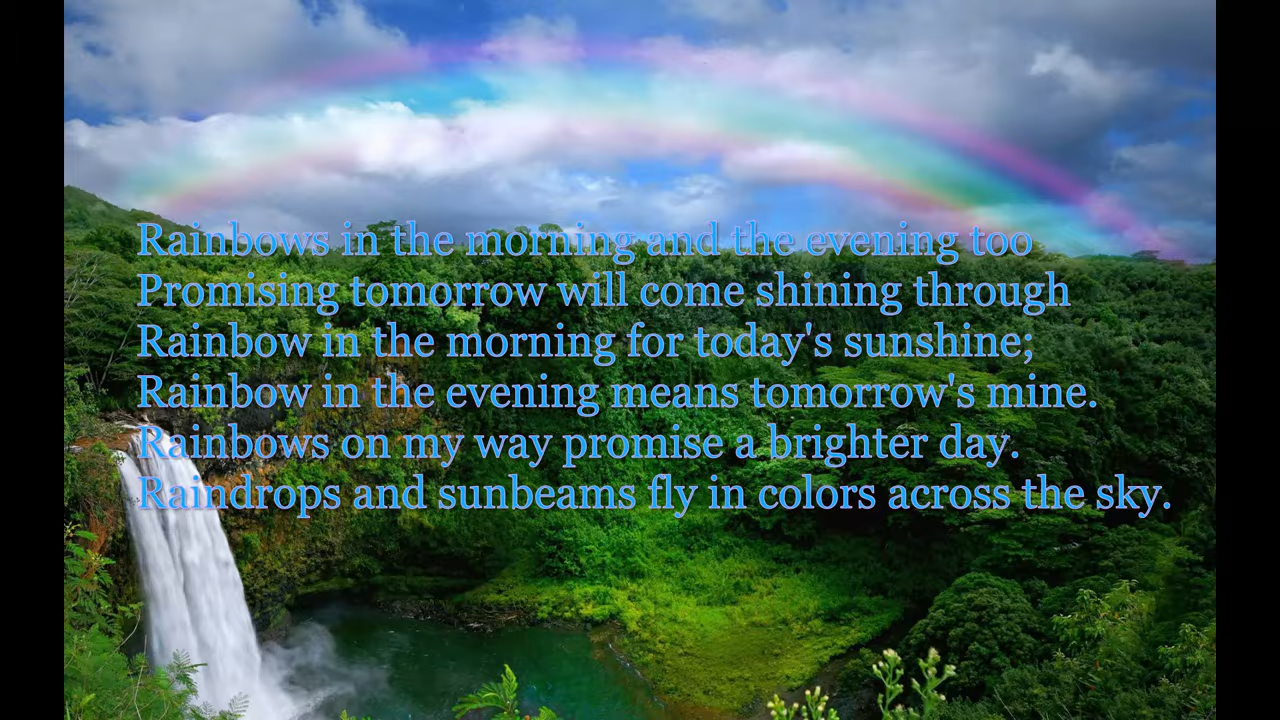 Rainbows in the morning and the evening too
Promising tomorrow will come shining through
Rainbow in the morning for today's sunshine;
Rainbow in the evening means tomorrow's mine.
Rainbows on my way promise a brighter day.
Raindrops and sunbeams fly in colors across the sky.